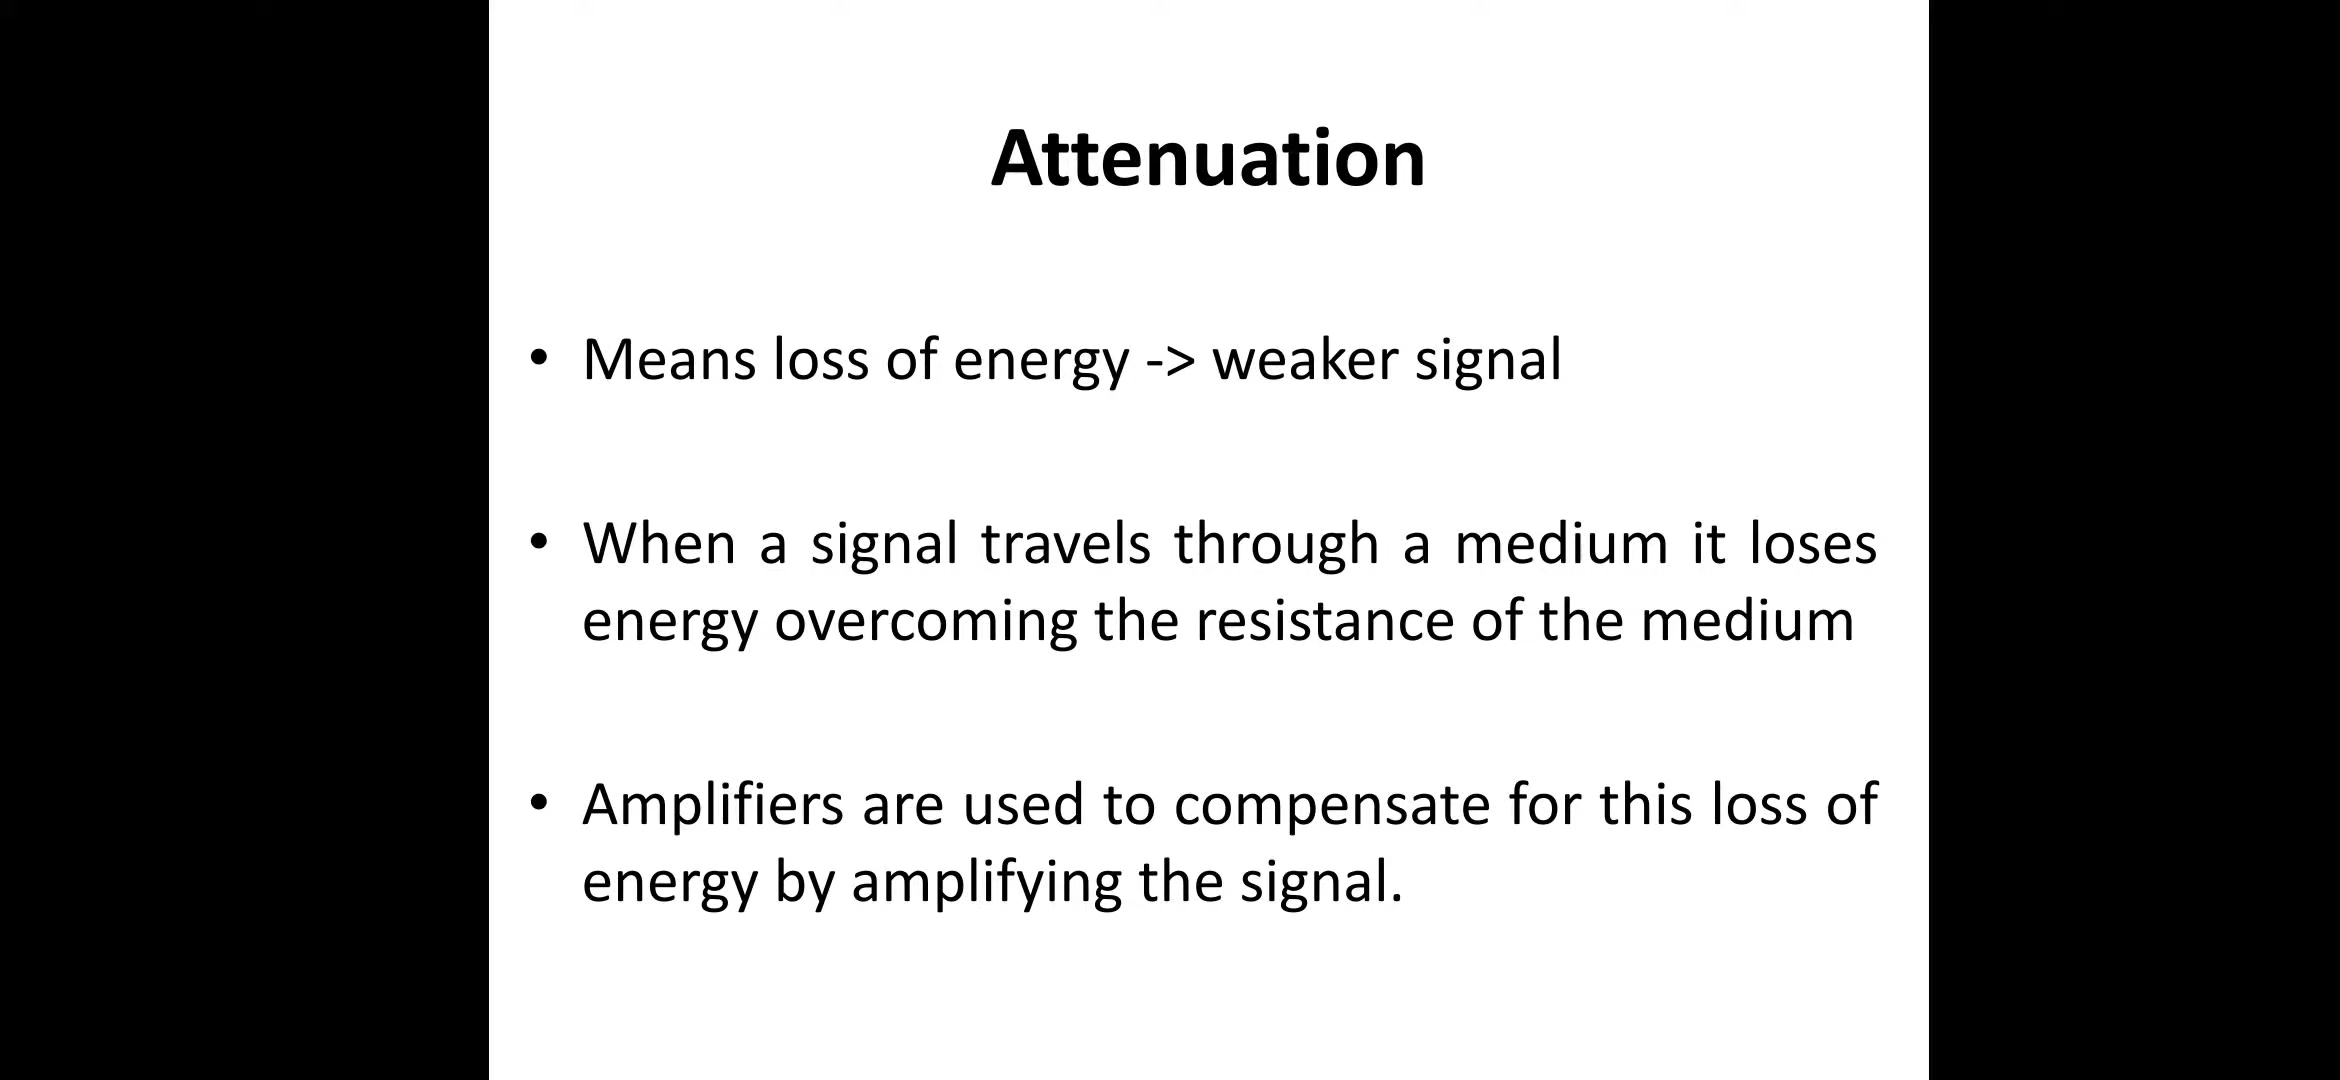 Attenuation
• Means loss of energy -> weaker signal
• When a signal travels through a medium it loses
energy overcoming the resistance of the medium
• Amplifiers are used to compensate for this loss of
energy by amplifying the signal.